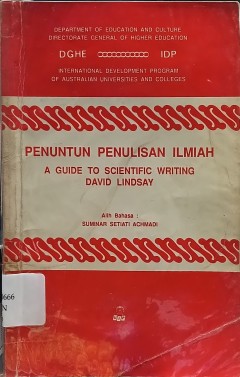 DEPARTMENT OF EDUCATION AND CULTURE
DIRECTORATE GENERAL OF HIGHER EDUCATION
DGHE IDP
INTERNATIONAL DEVELOPMENT PROGRAM
OF AUSTRALIAN UNIVERSITIES AND COLLEGES
PENUNTUN PENULISAN ILMIAH
A GUIDE TO SCIENTIFIC WRITING
DAVID LINDSAY
Alih Bahasa :
SUMINAR SETIATI ACHMADI
6666
N